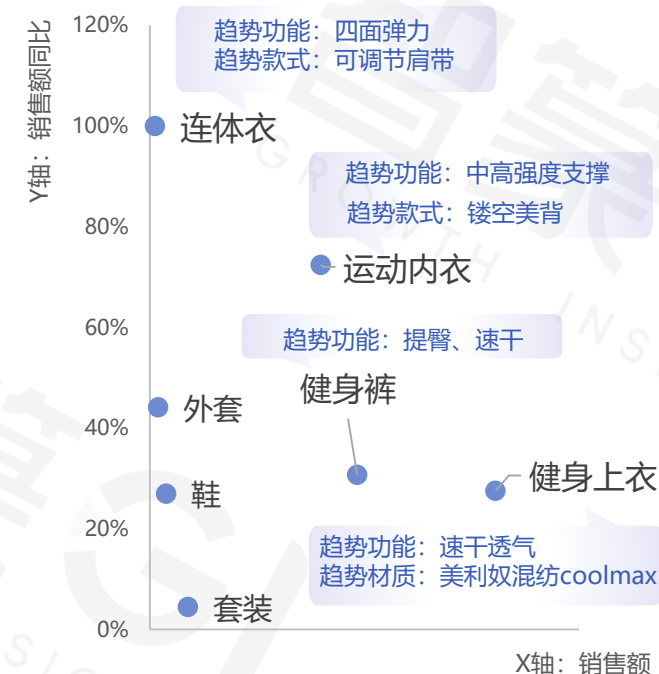 120%
趋势功能：四面弹力
趋势款式：可调节肩带
Y轴：销售额同比
100%
连体衣
趋势功能：中高强度支撑
趋势款式：镂空美背
80%
运动内衣
60%
趋势功能：提臀、速干
健身裤
外套
40%
健身上衣
鞋
20%
趋势功能：速干透气
趋势材质：美利奴混纺coolmax
套装
0%
X轴：销售额
GROWTH INS